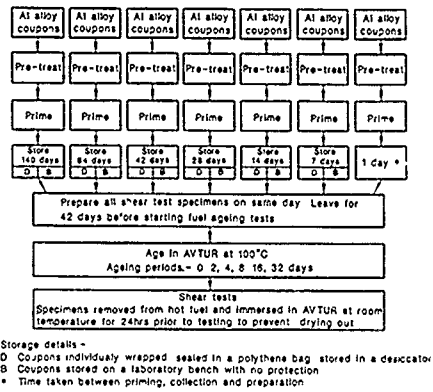 Al alloy coupons Al alloy coupons Al alloy coupons Al alloy coupons Al alloy coupons Al alloy coupons Al alloy coupons
Pre-treat Pre-treat Pre-treat Pre-treat Pre-treat Pre-treat Pre-treat
Prime Prime Prime Prime Prime Prime Prime
Store 140 days Store 84 days Store 42 days Store 28 days Store 14 days Store 7 days 1 day *
D B D B D B D B D B D B
Prepare all shear test specimens on same day Leave for
42 days before starting fuel ageing tests
Age in AVTUR at 100°C
Ageing periods.- 0 2, 4, 8 16, 32 days
Shear tests
Specimens removed from hot fuel and immersed in AVTUR at room
temperature for 24hrs prior to testing to prevent drying out
Storage details -
D Coupons individualy wrapped sealed in a polythene bag stored in a desiccator
B Coupons stored on a laboratory bench with no protection
* Time taken between priming, collection and preparation